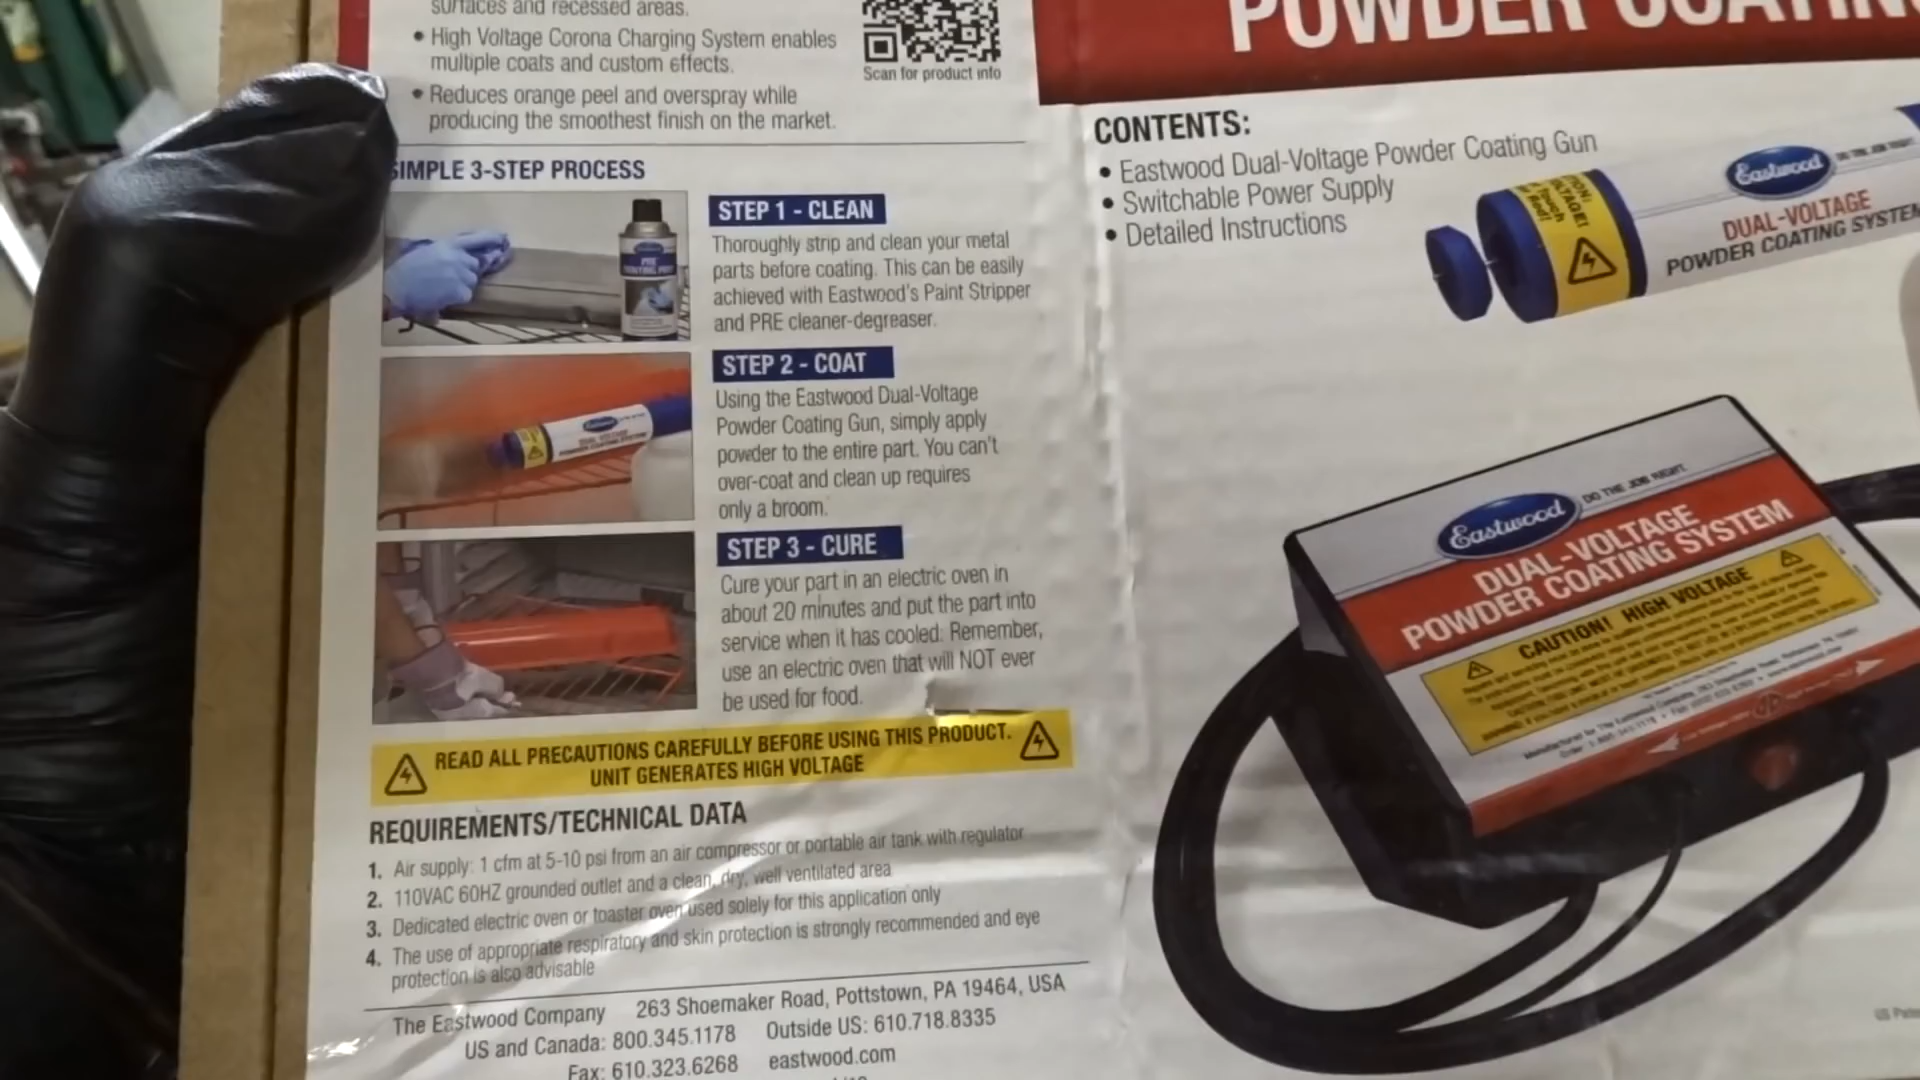 surfaces and recessed areas.
• High Voltage Corona Charging System enables
multiple coats and custom effects.
• Reduces orange peel and overspray while
producing the smoothest finish on the market.
Scan for product info
SIMPLE 3-STEP PROCESS
STEP 1 - CLEAN
Thoroughly strip and clean your metal
parts before coating. This can be easily
achieved with Eastwood's Paint Stripper
and PRE cleaner-degreaser.
STEP 2 - COAT
Using the Eastwood Dual-Voltage
Powder Coating Gun, simply apply
powder to the entire part. You can't
over-coat and clean up requires
only a broom.
STEP 3 - CURE
Cure your part in an electric oven in
about 20 minutes and put the part into
service when it has cooled. Remember,
use an electric oven that will NOT ever
be used for food.
READ ALL PRECAUTIONS CAREFULLY BEFORE USING THIS PRODUCT.
UNIT GENERATES HIGH VOLTAGE
REQUIREMENTS/TECHNICAL DATA
1. Air supply: 1 cfm at 5-10 psi from an air compressor or portable air tank with regulator
2. 110VAC 60HZ grounded outlet and a clean, dry, well ventilated area
3. Dedicated electric oven or toaster oven used solely for this application only
4. The use of appropriate respiratory and skin protection is strongly recommended and eye
protection is also advisable
The Eastwood Company 263 Shoemaker Road, Pottstown, PA 19464, USA
US and Canada: 800.345.1178 Outside US: 610.718.8335
Fax: 610.323.6268 eastwood.com
POWDER COATING
CONTENTS:
• Eastwood Dual-Voltage Powder Coating Gun
• Switchable Power Supply
• Detailed Instructions
Eastwood
DUAL-VOLTAGE
POWDER COATING SYSTEM
Eastwood DO THE JOB RIGHT
DUAL-VOLTAGE
POWDER COATING SYSTEM
CAUTION! HIGH VOLTAGE